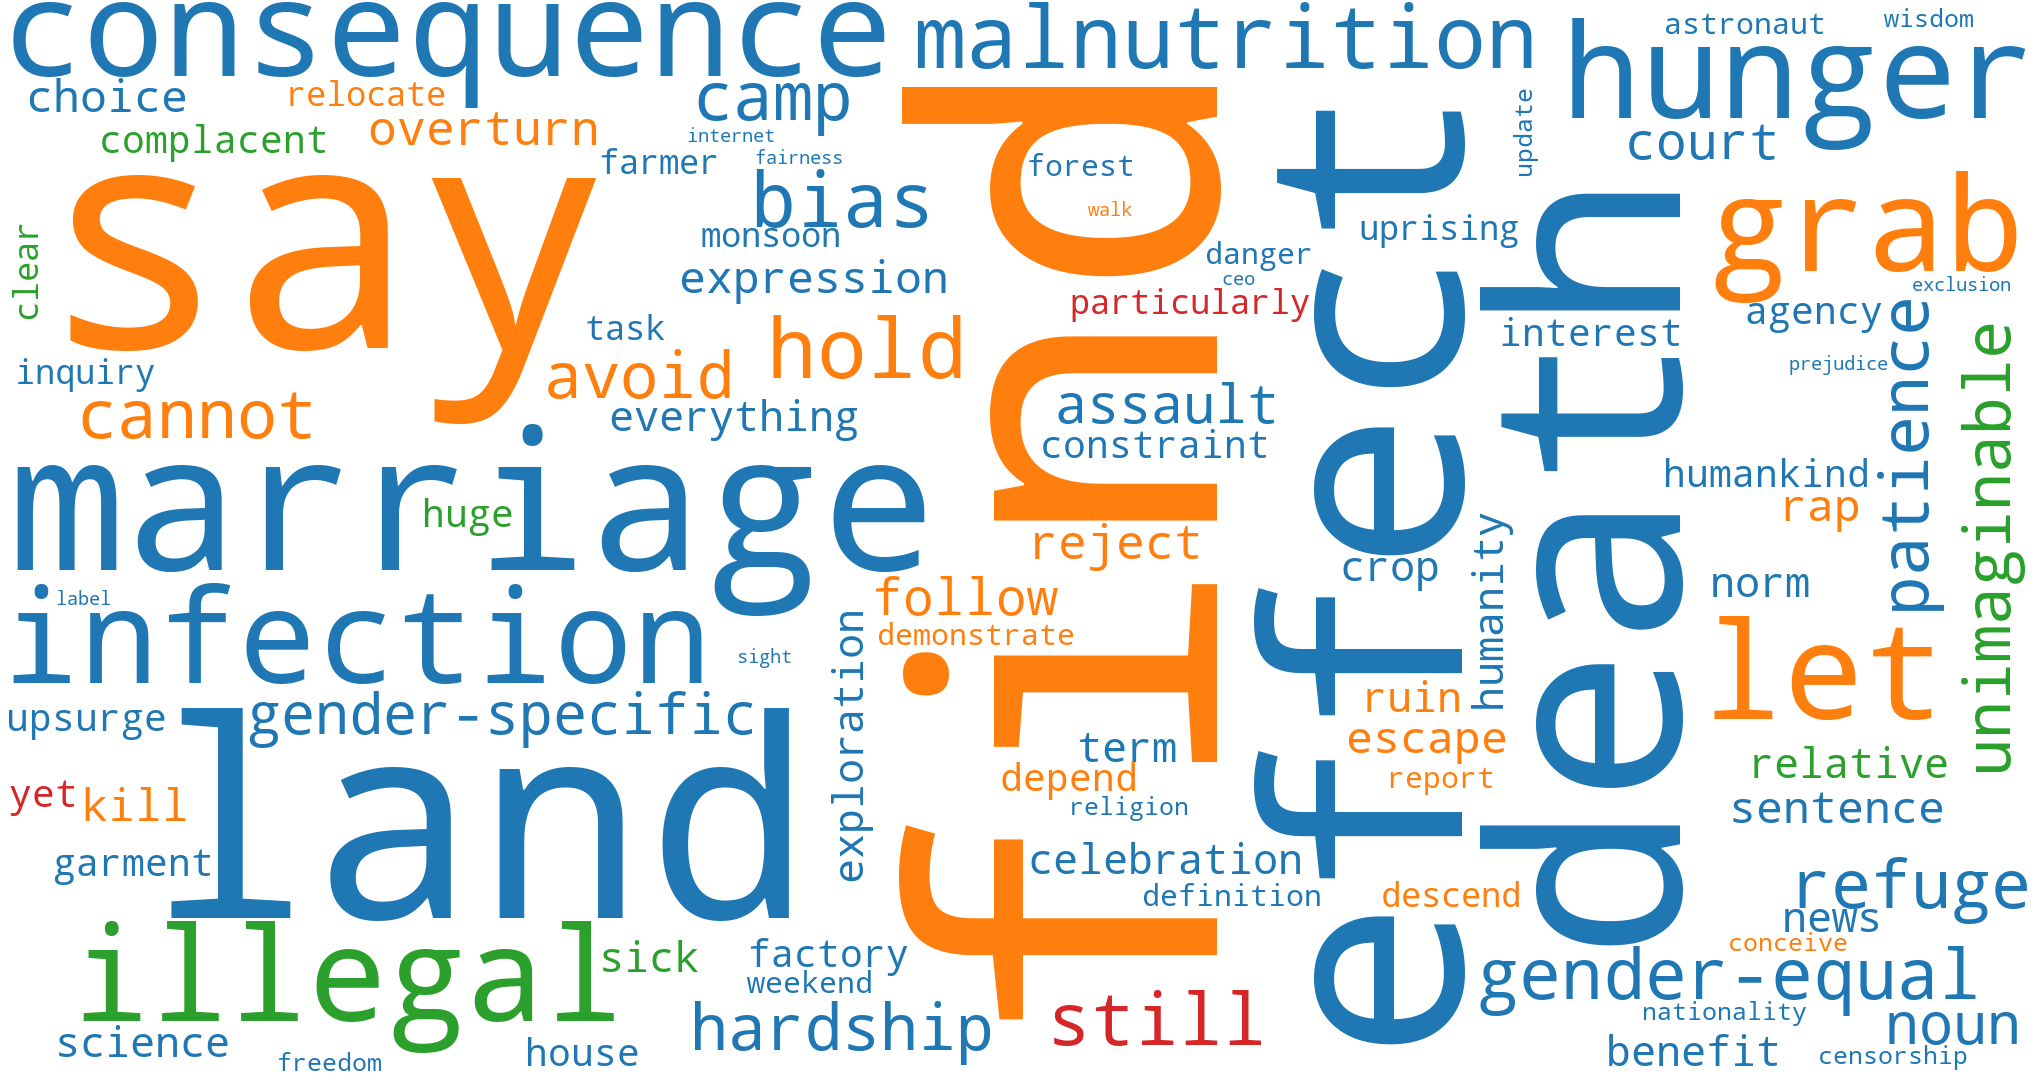 consequence
malnutrition
hunger
astronaut
wisdom
choice
relocate
camp
complacent
overturn
internet
farmer
fairness
court
update
say
bias
forest
walk
grab
clear
monsoon
expression
uprising
danger
ceo
particularly
exclusion
agency
interest
task
hold
inquiry
avoid
prejudice
cannot
everything
assault
constraint
patience
unimaginable
marriage
huge
humankind
rap
reject
find
effect
death
crop
norm
infection
label
follow
demonstrate
sight
humanity
let
exploration
upsurge
gender-specific
ruin
escape
term
depend
report
relative
religion
sentence
yet
kill
land
garment
celebration
definition
descend
refuge
news
illegal
sick
factory
weekend
conceive
gender-equal
hardship
still
nationality
noun
science
freedom
house
benefit
censorship